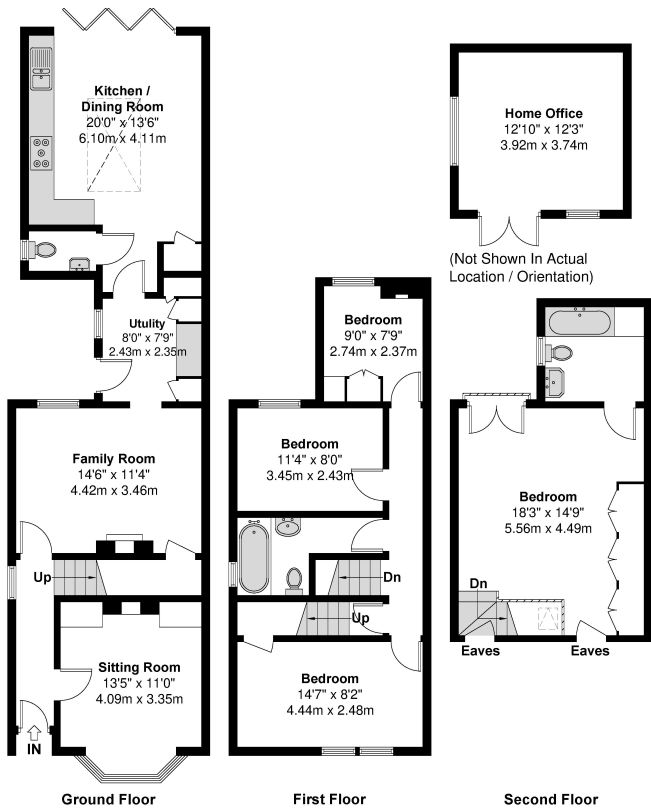 Kitchen /
Dining Room
20'0" x 13'6"
6.10m x 4.11m
Utulity
8'0" x 7'9"
2.43m x 2.35m
Family Room
14'6" x 11'4"
4.42m x 3.46m
Up
Sitting Room
13'5" x 11'0"
4.09m x 3.35m
IN
Ground Floor
Bedroom
9'0" x 7'9"
2.74m x 2.37m
Bedroom
11'4" x 8'0"
3.45m x 2.43m
Dn
Up
Bedroom
14'7" x 8'2"
4.44m x 2.48m
First Floor
Home Office
12'10" x 12'3"
3.92m x 3.74m
(Not Shown In Actual
Location / Orientation)
Bedroom
18'3" x 14'9"
5.56m x 4.49m
Dn
Eaves
Eaves
Second Floor